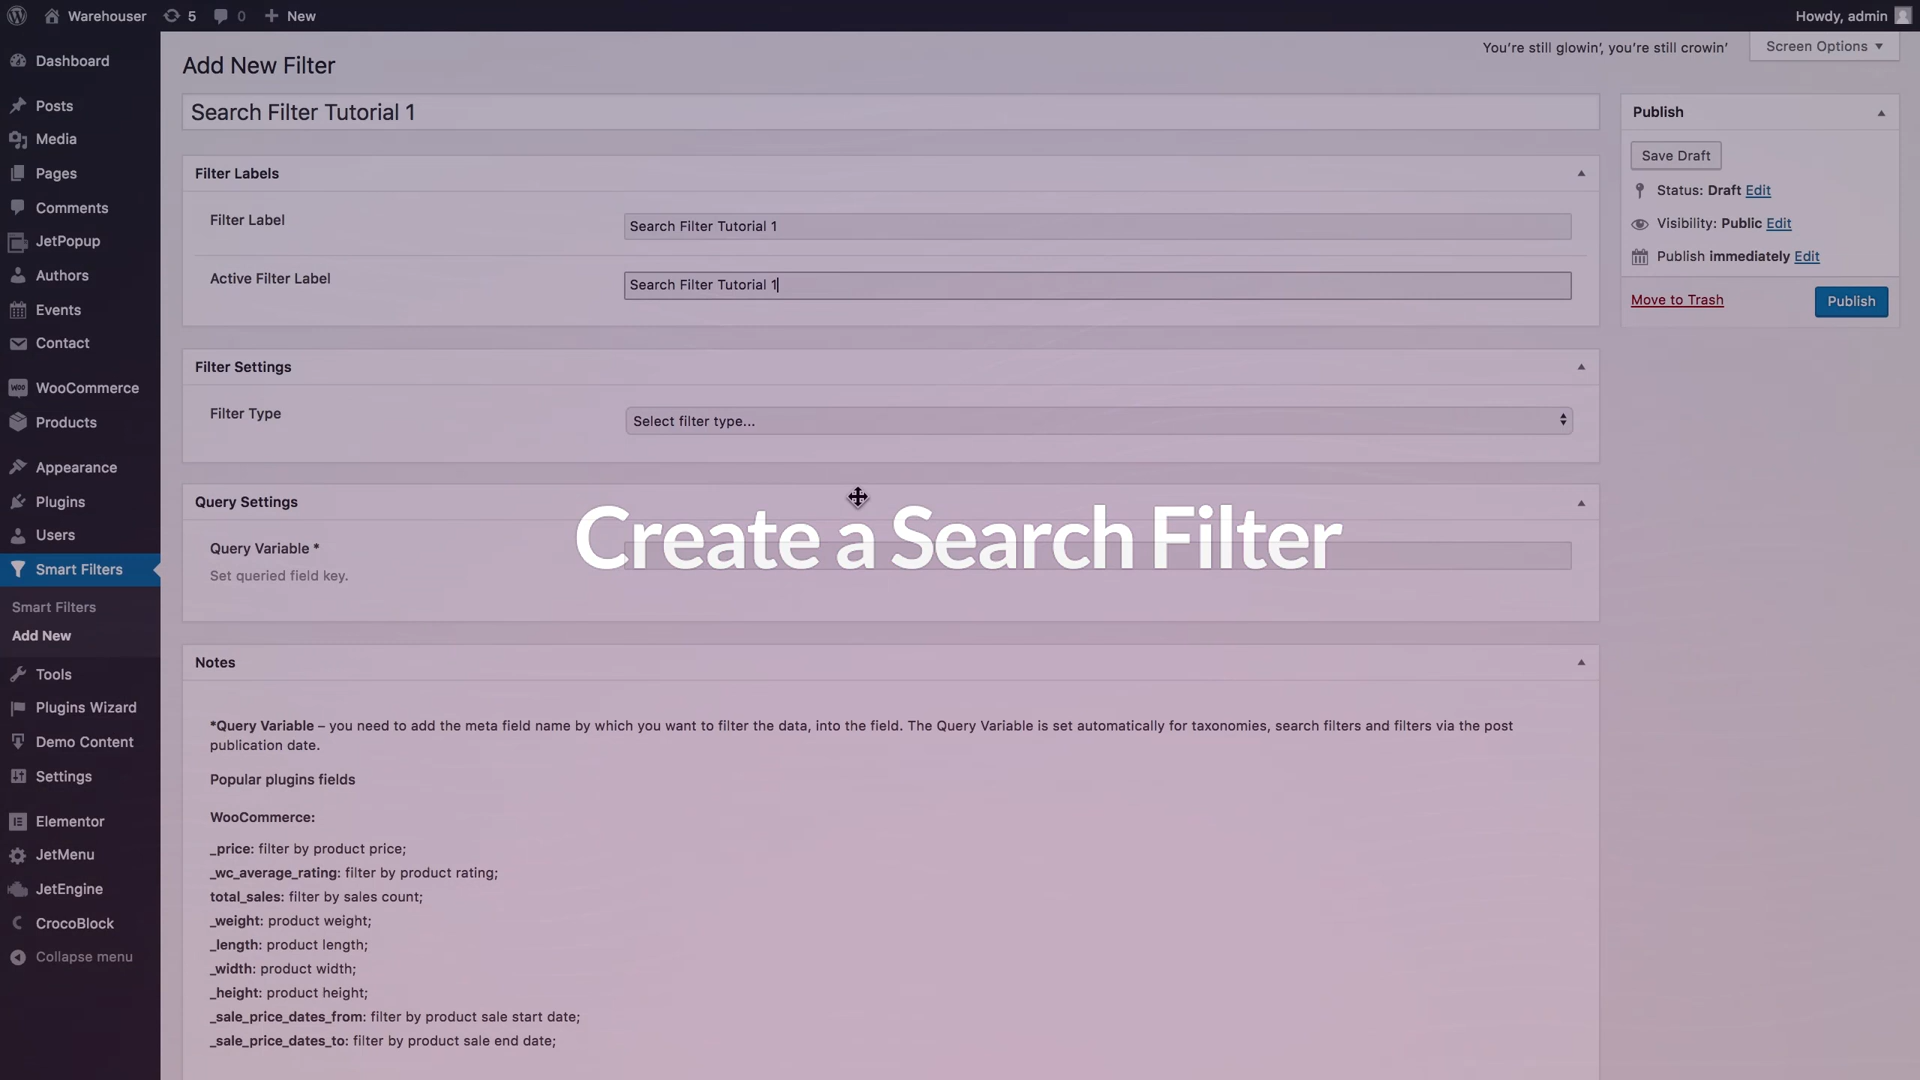 Warehouser 5 0 New Howdy, admin
You're still glowin', you're still crowin' Screen Options
Dashboard
Posts
Media
Pages
Comments
JetPopup
Authors
Events
Contact
WooCommerce
Products
Appearance
Plugins
Users
Smart Filters
Smart Filters
Add New
Tools
Plugins Wizard
Demo Content
Settings
Elementor
JetMenu
JetEngine
CrocoBlock
Collapse menu
Add New Filter
Search Filter Tutorial 1
Filter Labels
Filter Label Search Filter Tutorial 1
Active Filter Label Search Filter Tutorial 1
Filter Settings
Filter Type Select filter type...
Query Settings
Create a Search Filter
Query Variable *
Set queried field key.
Notes
*Query Variable – you need to add the meta field name by which you want to filter the data, into the field. The Query Variable is set automatically for taxonomies, search filters and filters via the post
publication date.
Popular plugins fields
WooCommerce:
_price: filter by product price;
_wc_average_rating: filter by product rating;
total_sales: filter by sales count;
_weight: product weight;
_length: product length;
_width: product width;
_height: product height;
_sale_price_dates_from: filter by product sale start date;
_sale_price_dates_to: filter by product sale end date;
Publish
Save Draft
Status: Draft Edit
Visibility: Public Edit
Publish immediately Edit
Move to Trash Publish